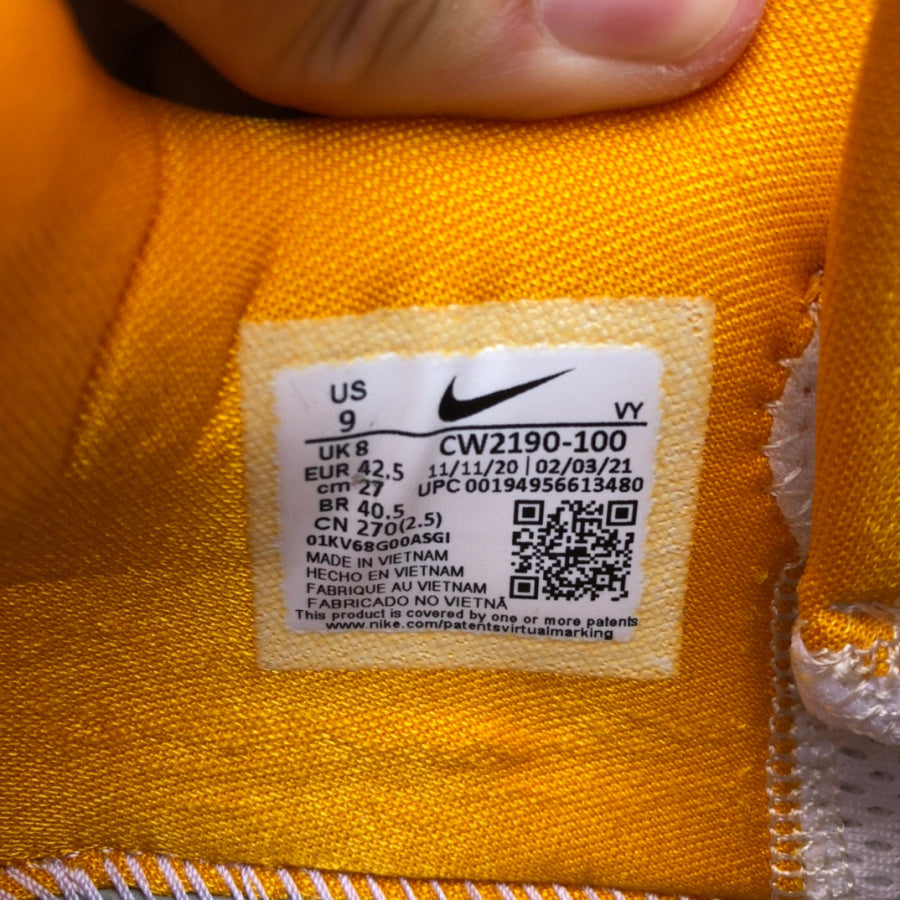 US
9
VY
UK 8
CW2190-100
EUR 42.5
11/11/20 | 02/03/21
cm 27
UPC 00194956613480
BR 40.5
CN 270(2.5)
01KV68G00ASGI
MADE IN VIETNAM
HECHO EN VIETNAM
FABRIQUE AU VIETNAM
FABRICADO NO VIETNÃ
This product is covered by one or more patents
www.nike.com/patentsvirtualmarking